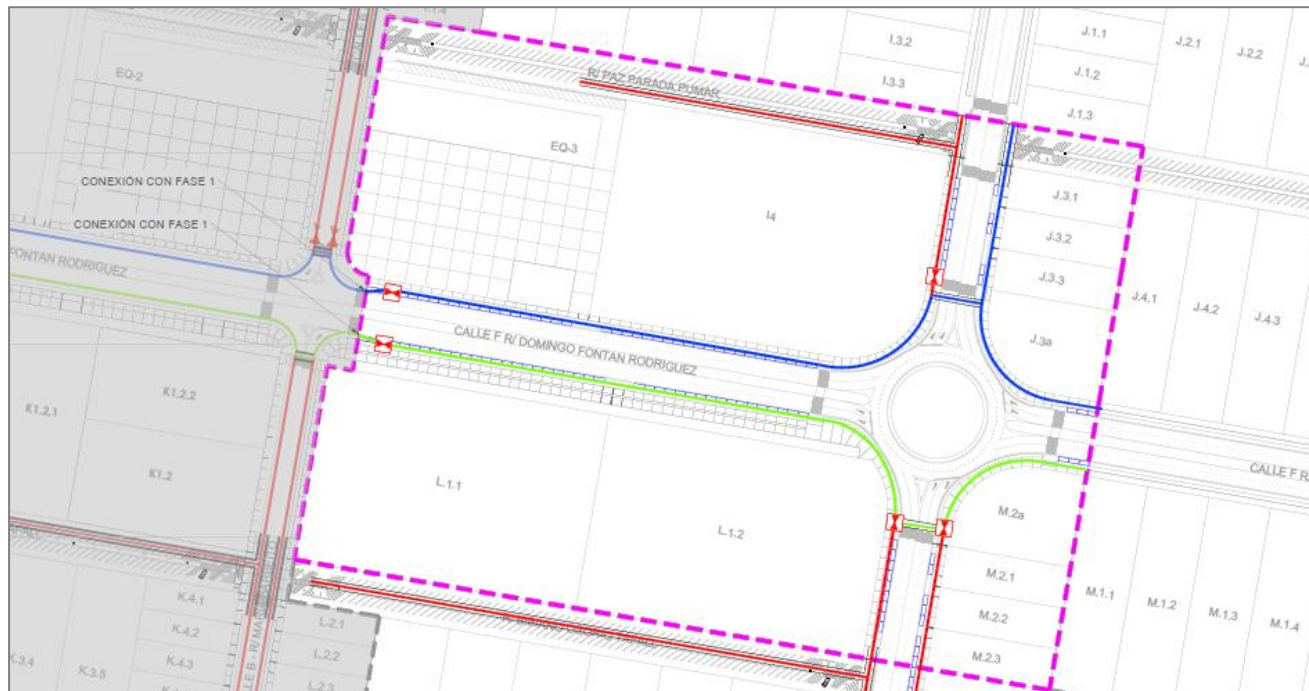 EQ-2
I.3.2
I.3.3
J.1.1
J.1.2
J.1.3
J.2.1
J.2.2
R/ PAZ PARADA PUMAR
EQ-3
I4
CONEXIÓN CON FASE 1
CONEXIÓN CON FASE 1
FONTAN RODRIGUEZ
J.3.1
J.3.2
J.3.3
J.3a
J.4.1
J.4.2
J.4.3
CALLE F R/ DOMINGO FONTAN RODRIGUEZ
CALLE F R/
K1.2.1
K1.2.2
K1.2
L.1.1
L.1.2
M.2a
M.2.1
M.2.2
M.2.3
M.1.1
M.1.2
M.1.3
M.1.4
K.4.1
K.4.2
K.4.3
K.3.4
K.3.5
L.2.1
L.2.2
L.2.3